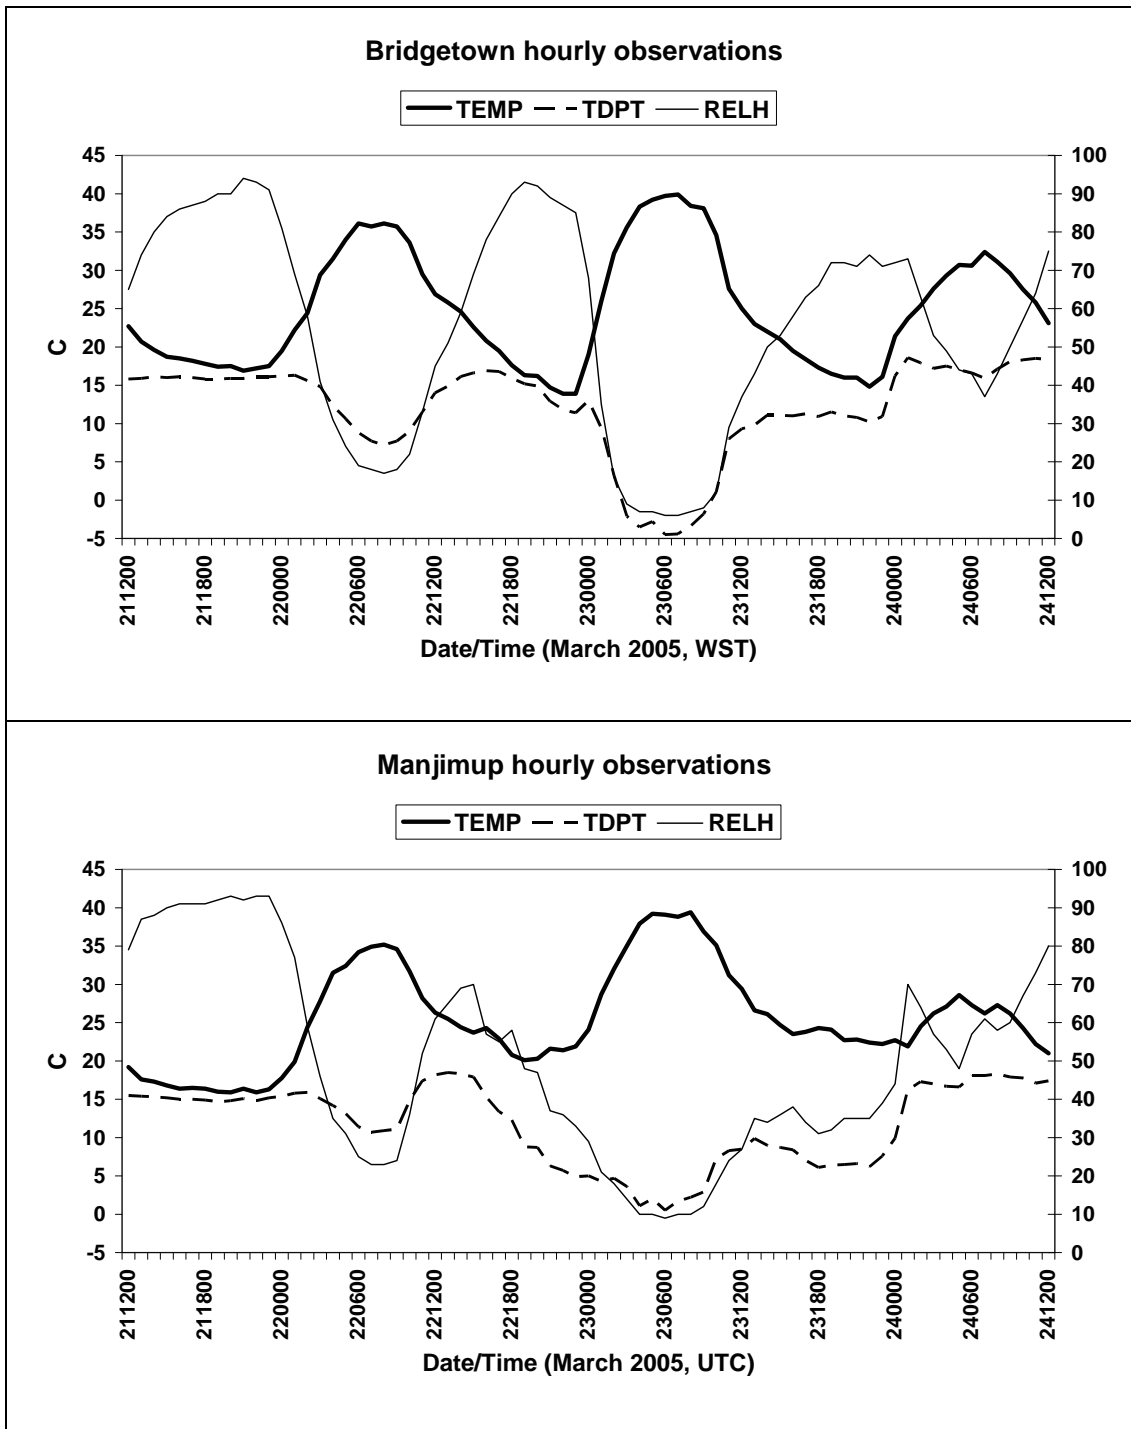 Bridgetown hourly observations
TEMP TDPT RELH
45 100
40 90
35 80
30 70
25 60
20 50
15 40
10 30
5 20
0 10
-5 0
C
211200 211800 220000 220600 221200 221800 230000 230600 231200 231800 240000 240600 241200
Date/Time (March 2005, WST)
Manjimup hourly observations
TEMP TDPT RELH
45 100
40 90
35 80
30 70
25 60
20 50
15 40
10 30
5 20
0 10
-5 0
C
211200 211800 220000 220600 221200 221800 230000 230600 231200 231800 240000 240600 241200
Date/Time (March 2005, UTC)